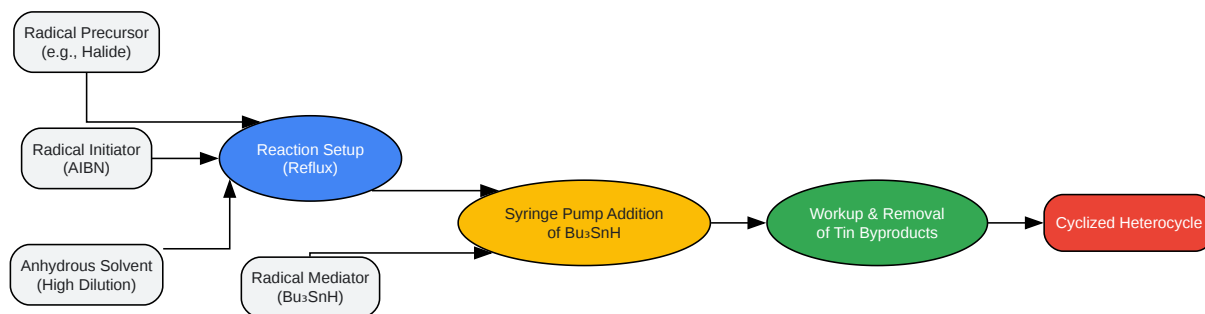 Radical Precursor
(e.g., Halide)
Radical Initiator
(AIBN)
Anhydrous Solvent
(High Dilution)
Reaction Setup
(Reflux)
Radical Mediator
(Bu₃SnH)
Syringe Pump Addition
of Bu₃SnH
Workup & Removal
of Tin Byproducts
Cyclized Heterocycle